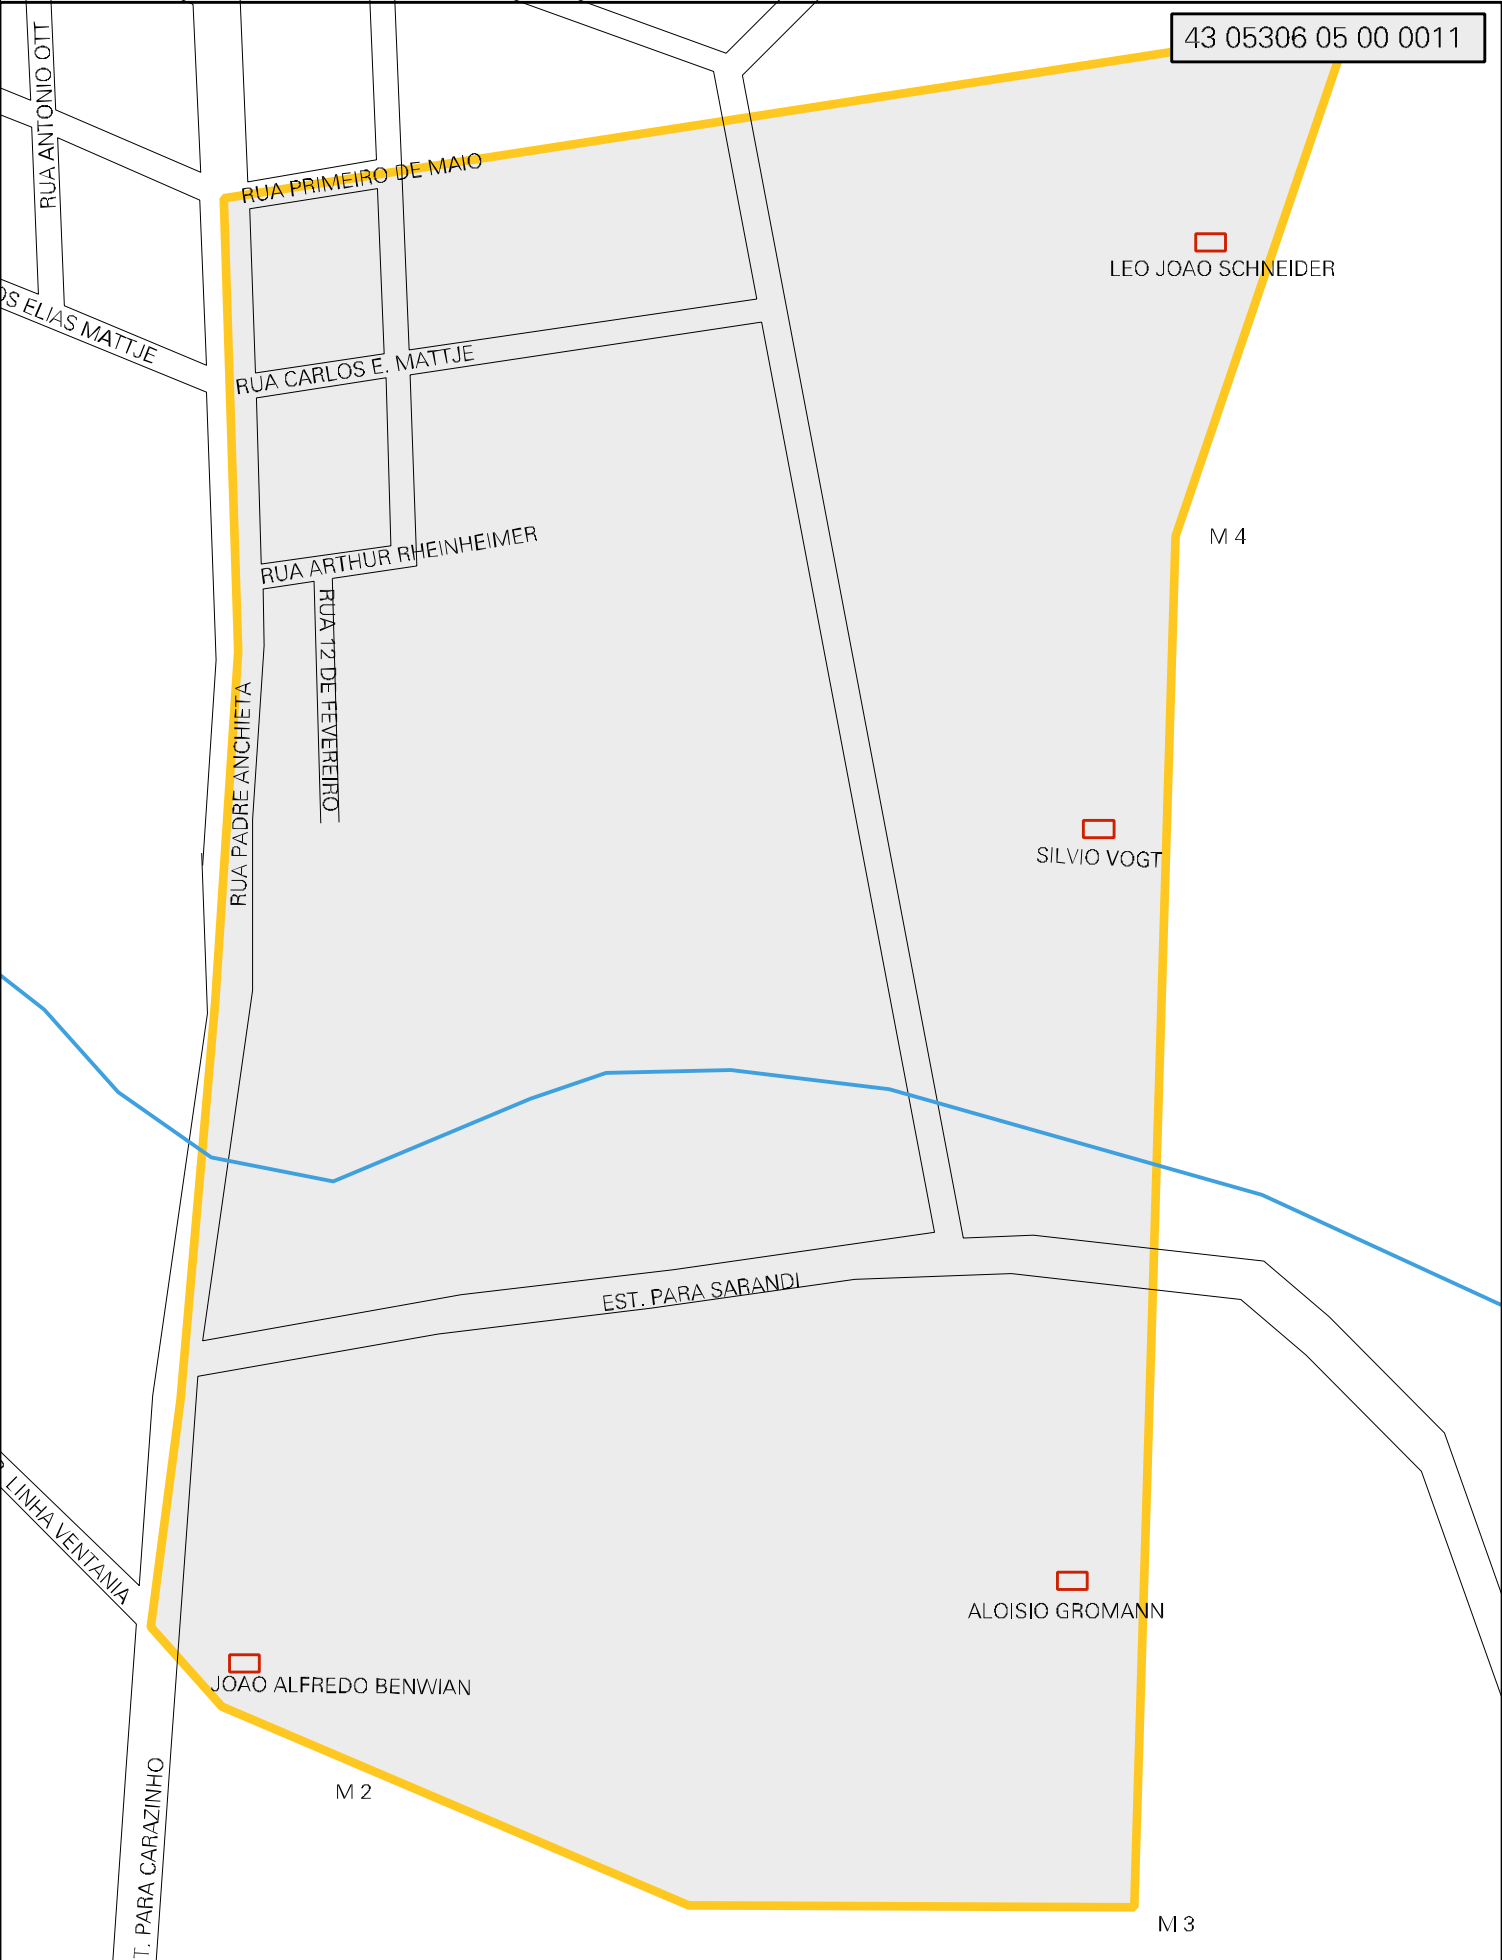 43 05306 05 00 0011
RUA ANTONIO OTT
RUA PRIMEIRO DE MAIO
LEO JOAO SCHNEIDER
OS ELIAS MATTJE
RUA CARLOS E. MATTJE
M 4
RUA ARTHUR RHEINHEIMER
RUA 12 DE FEVEREIRO
RUA PADRE ANCHIETA
SILVIO VOGT
EST. PARA SARANDI
LINHA VENTANIA
ALOISIO GROMANN
JOAO ALFREDO BENWIAN
M 2
T. PARA CARAZINHO
M 3